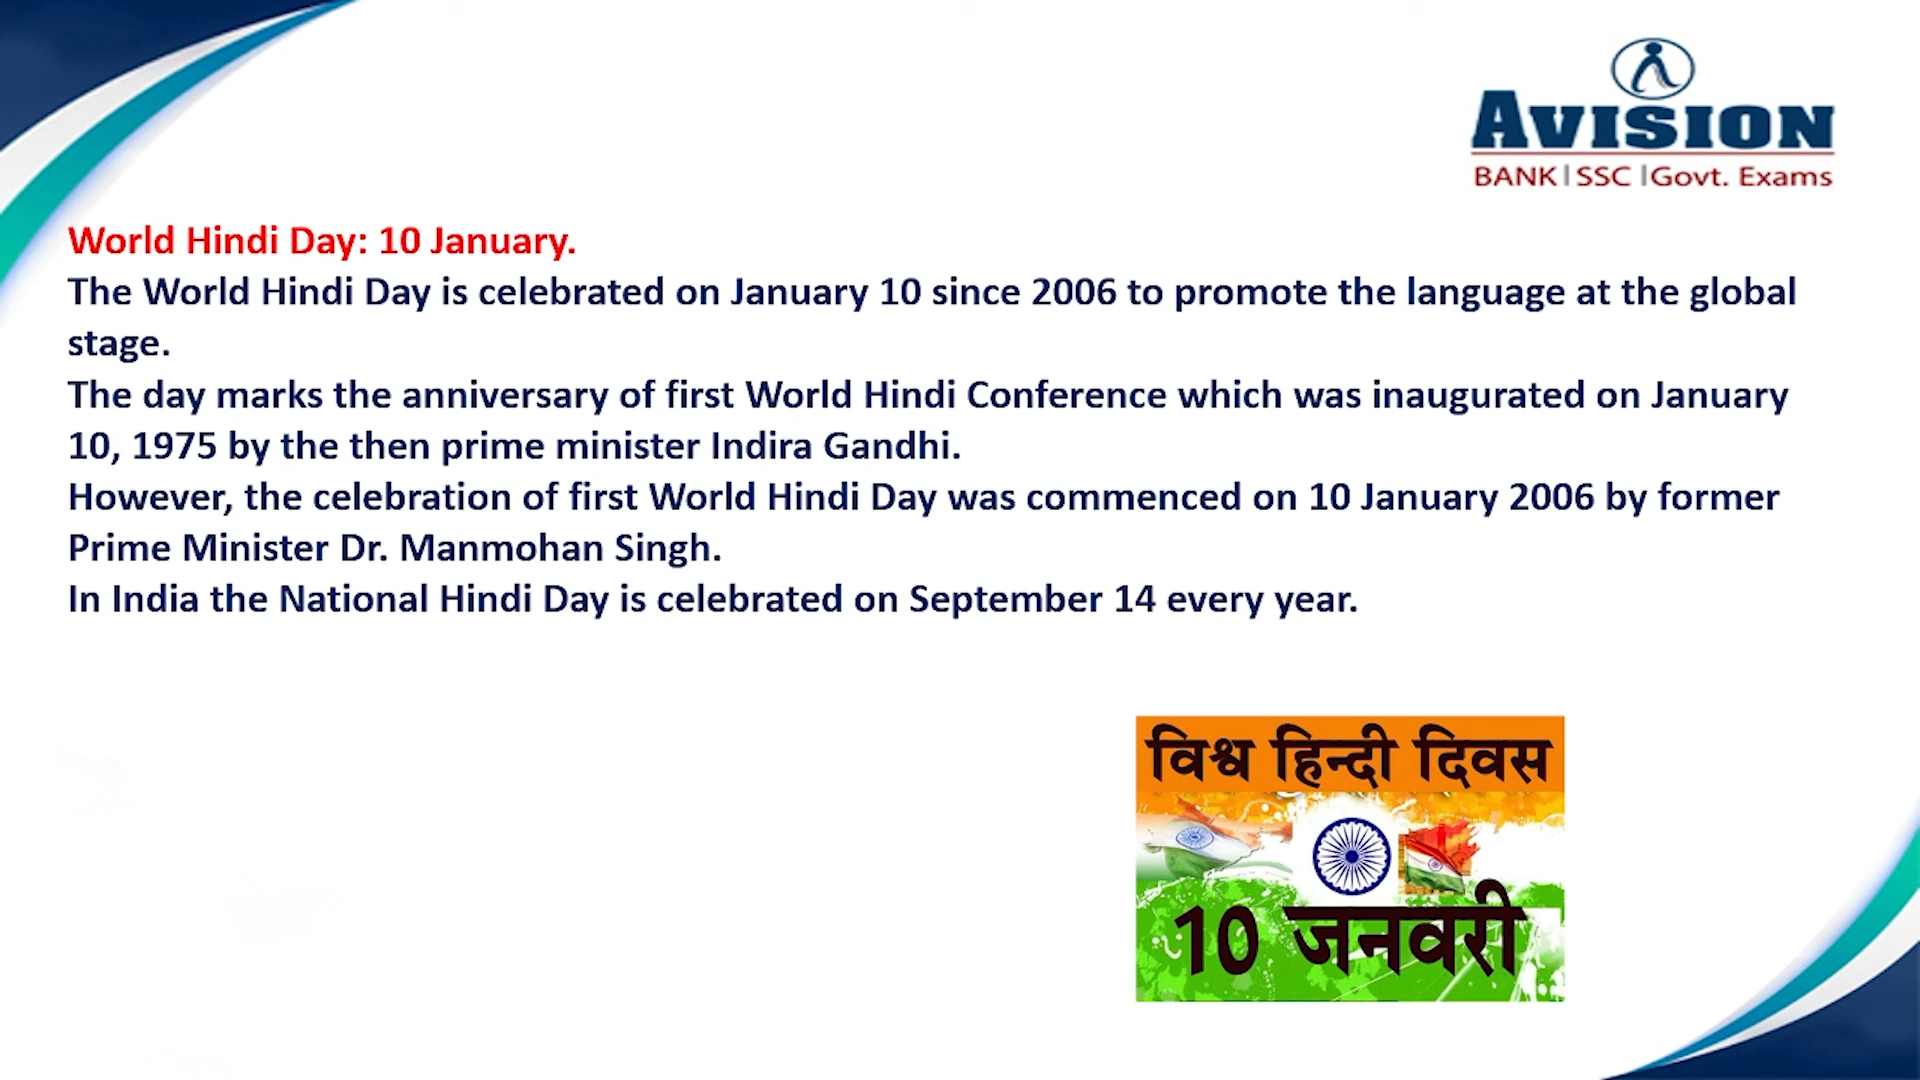 AVISION
BANK | SSC | Govt. Exams
World Hindi Day: 10 January.
The World Hindi Day is celebrated on January 10 since 2006 to promote the language at the global
stage.
The day marks the anniversary of first World Hindi Conference which was inaugurated on January
10, 1975 by the then prime minister Indira Gandhi.
However, the celebration of first World Hindi Day was commenced on 10 January 2006 by former
Prime Minister Dr. Manmohan Singh.
In India the National Hindi Day is celebrated on September 14 every year.
विश्व हिन्दी दिवस
10 जनवरी